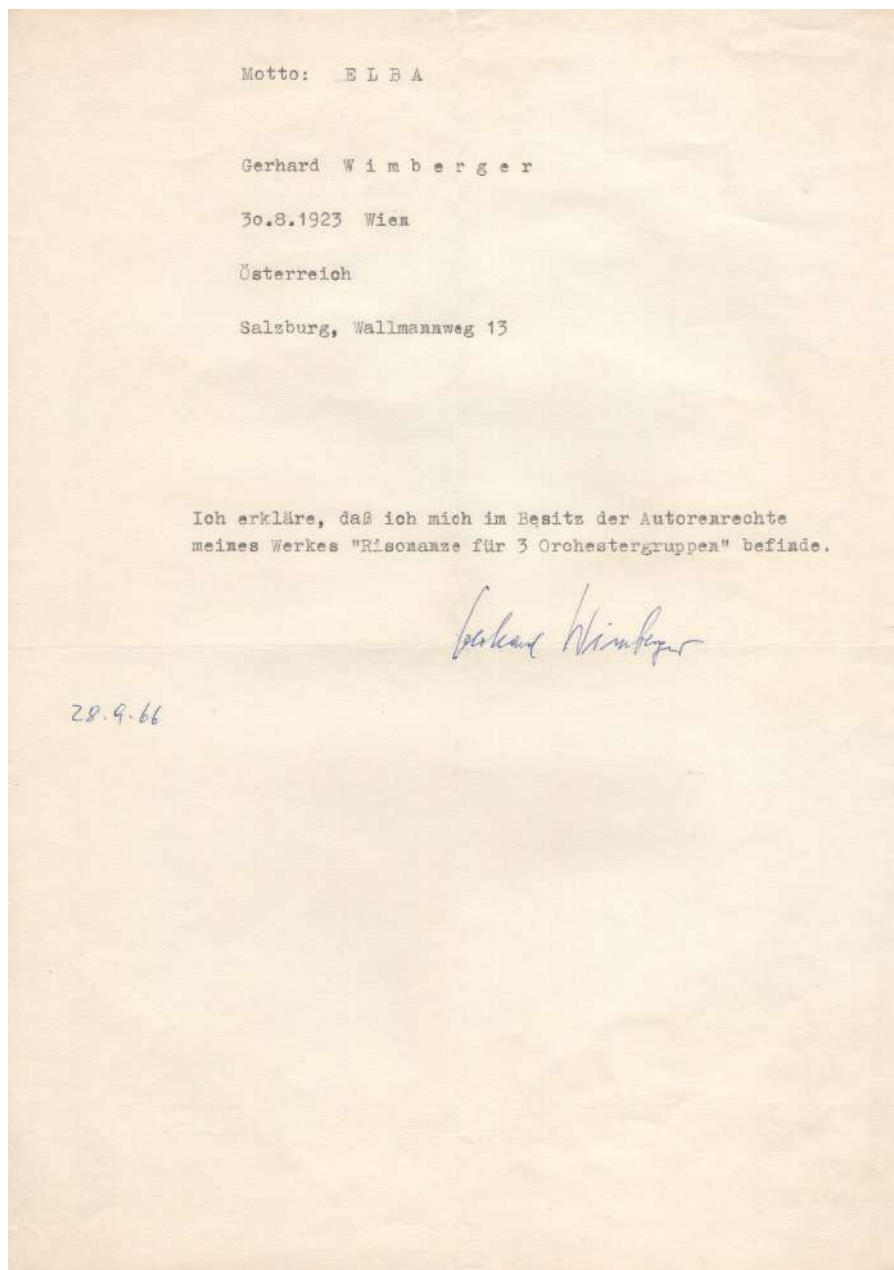 Motto: E L B A
Gerhard W i m b e r g e r
30.8.1923 Wien
Österreich
Salzburg, Wallmannweg 13
Ich erkläre, daß ich mich im Besitz der Autorenrechte
meines Werkes "Risonanze für 3 Orchestergruppen" befinde.
Gerhard Wimberger
28.9.66